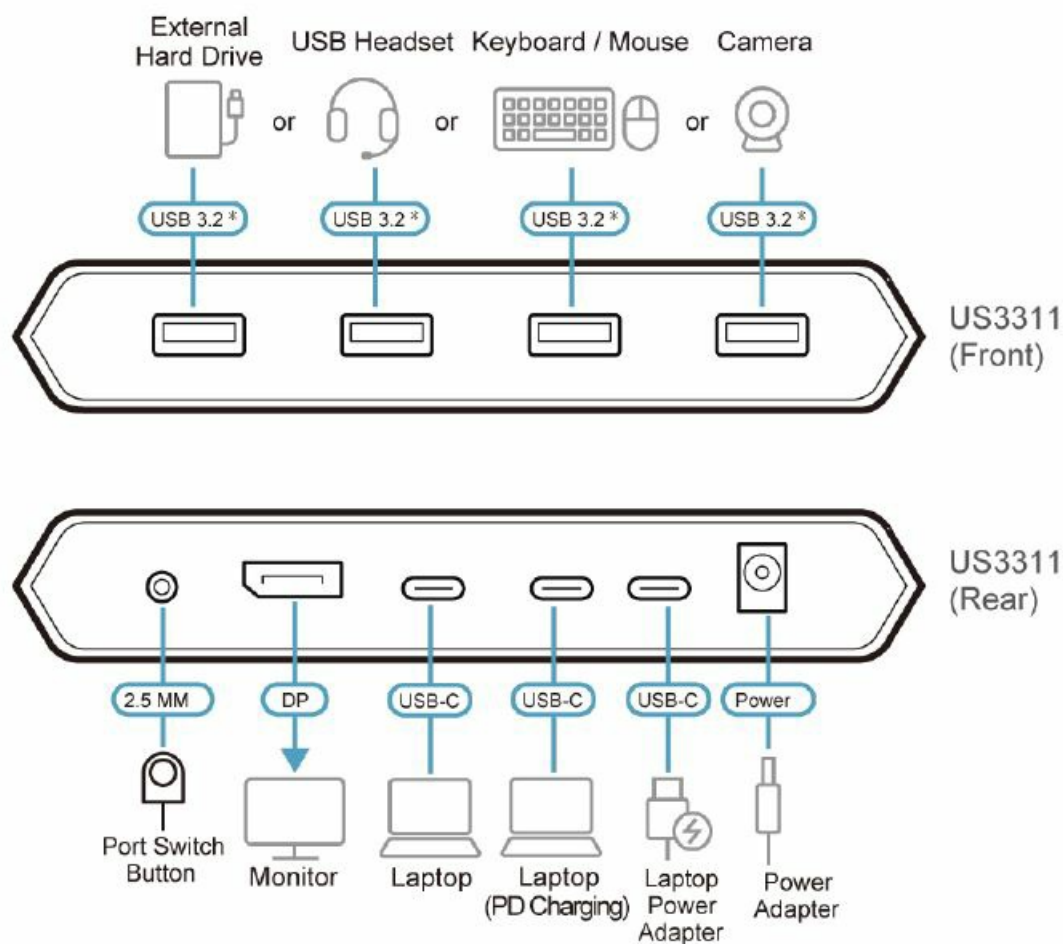 External
Hard Drive
USB Headset
Keyboard / Mouse
Camera
or
or
or
USB 3.2 *
USB 3.2 *
USB 3.2 *
USB 3.2 *
US3311
(Front)
US3311
(Rear)
2.5 MM
DP
USB-C
USB-C
USB-C
Power
Port Switch
Button
Monitor
Laptop
Laptop
(PD Charging)
Laptop
Power
Adapter
Power
Adapter